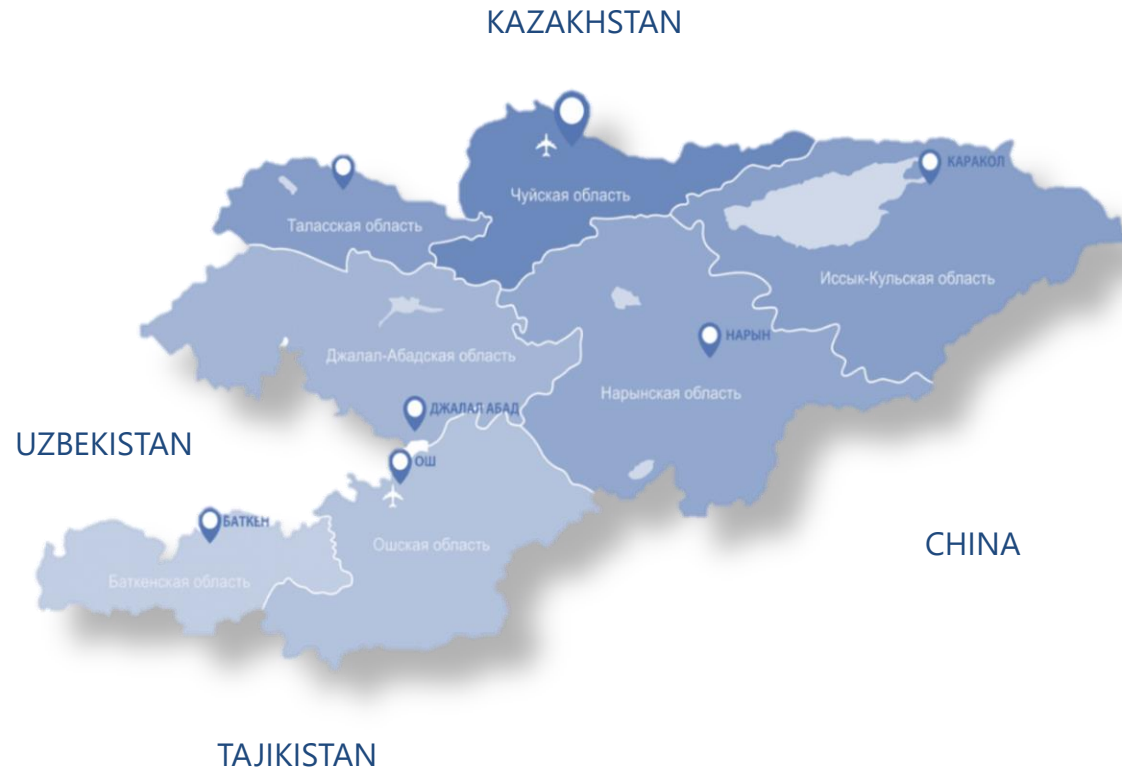 KAZAKHSTAN
КАРАКОЛ
Чуйская область
Таласская область
Иссык-Кульская область
НАРЫН
Джалал-Абадская область
Нарынская область
ДЖАЛАЛ АБАД
UZBEKISTAN
ОШ
БАТКЕН
Ошская область
CHINA
Баткенская область
TAJIKISTAN